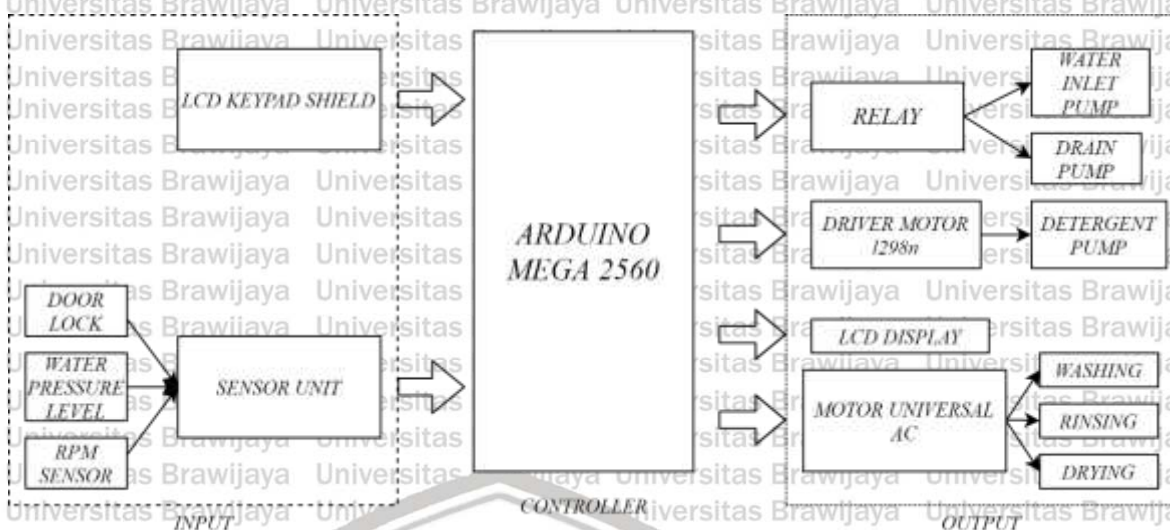 LCD KEYPAD SHIELD
DOOR
LOCK
WATER
PRESSURE
LEVEL
RPM
SENSOR
SENSOR UNIT
INPUT
ARDUINO
MEGA 2560
CONTROLLER
RELAY
WATER
INLET
PUMP
DRAIN
PUMP
DRIVER MOTOR
l298n
DETERGENT
PUMP
LCD DISPLAY
MOTOR UNIVERSAL
AC
WASHING
RINSING
DRYING
OUTPUT
Universitas Brawijaya